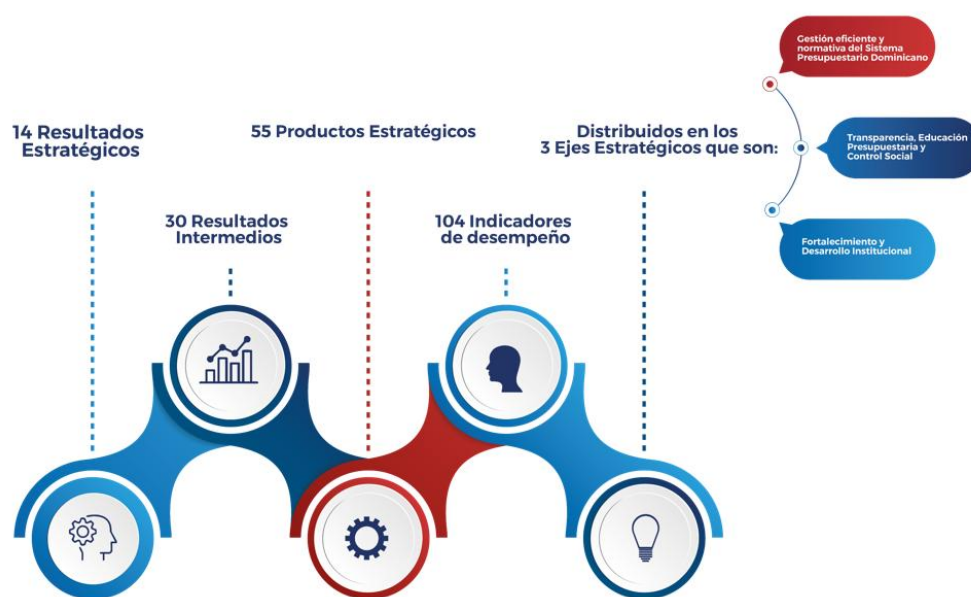 14 Resultados
Estratégicos
30 Resultados
Intermedios
55 Productos Estratégicos
104 Indicadores
de desempeño
Distribuidos en los
3 Ejes Estratégicos que son:
Gestión eficiente y
normativa del Sistema
Presupuestario Dominicano
Transparencia, Educación
Presupuestaria y
Control Social
Fortalecimiento y
Desarrollo Institucional